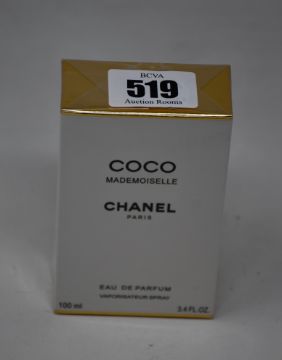 BCVA
519
Auction Rooms
COCO
MADEMOISELLE
CHANEL
PARIS
EAU DE PARFUM
VAPORISATEUR SPRAY
100 ml 3.4 FL.OZ.